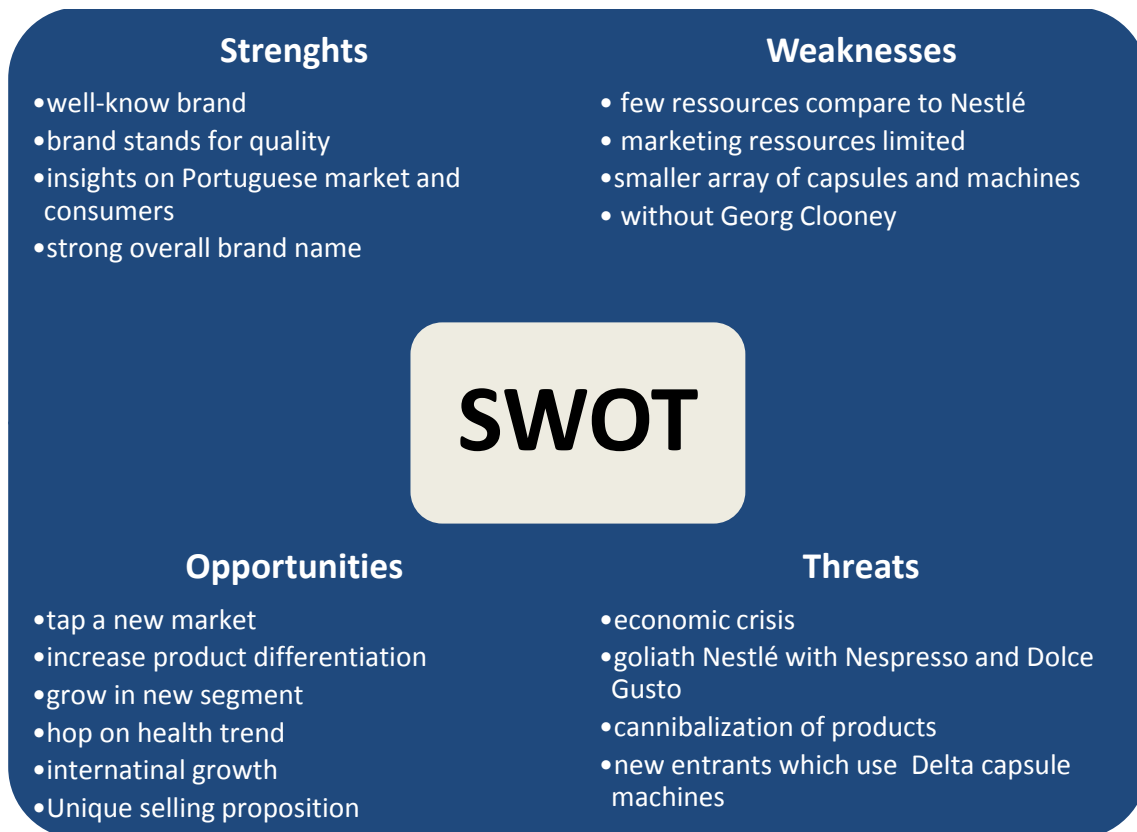 Strenghts
•well-know brand
•brand stands for quality
•insights on Portuguese market and
consumers
•strong overall brand name
Weaknesses
• few ressources compare to Nestlé
• marketing ressources limited
•smaller array of capsules and machines
• without Georg Clooney
SWOT
Opportunities
•tap a new market
•increase product differentiation
•grow in new segment
•hop on health trend
•internatinal growth
•Unique selling proposition
Threats
•economic crisis
•goliath Nestlé with Nespresso and Dolce
Gusto
•cannibalization of products
•new entrants which use  Delta capsule
machines